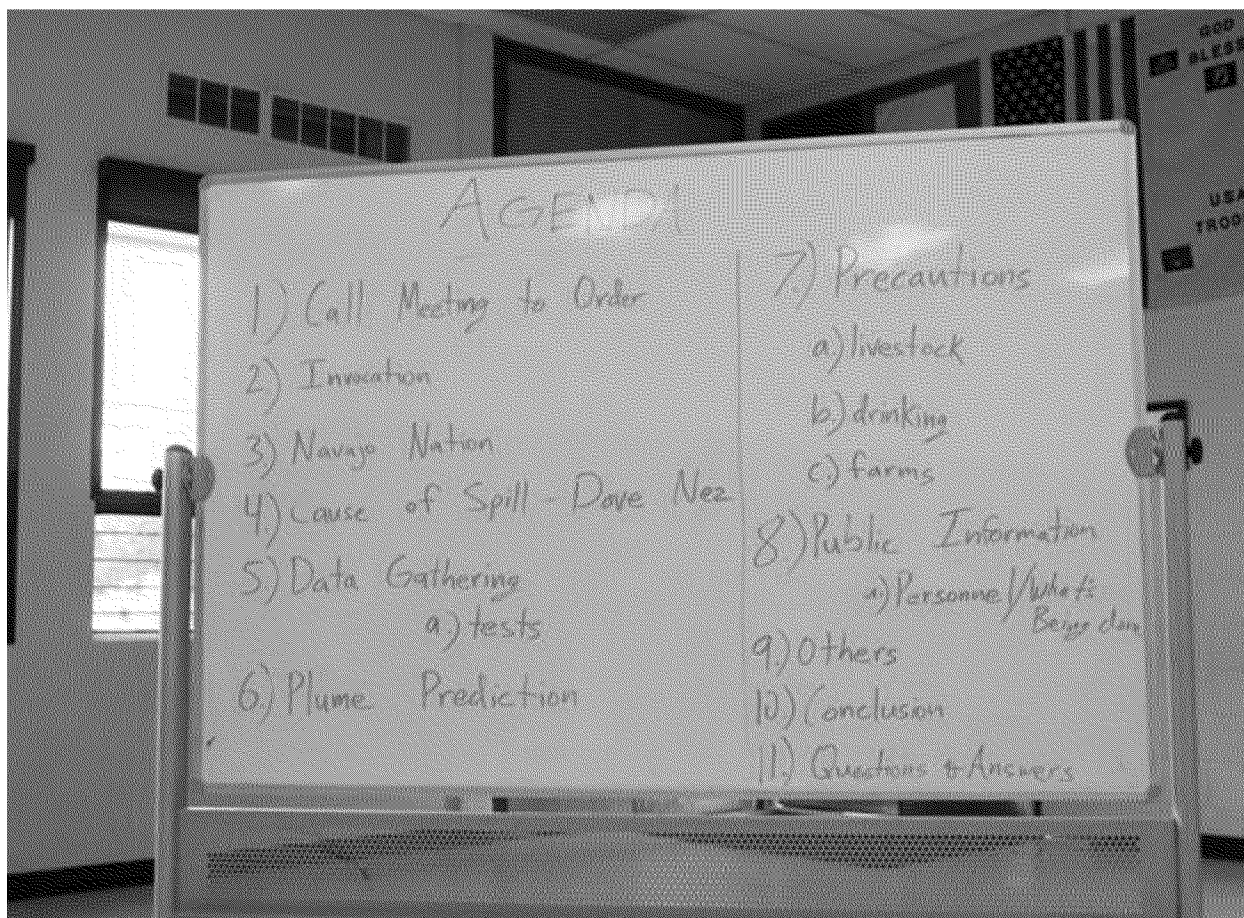 AGENDA
1) Call Meeting to Order
2) Invocation
3) Navajo Nation
4.) Cause of Spill - Dave Nez
5) Data Gathering
a.) tests
6.) Plume Prediction
7.) Precautions
a) livestock
b.) drinking
c.) farms
8.) Public Information
a.) Personnel/What's
Being done
9.) Others
10.) Conclusion
11.) Questions & Answers
GOD
BLESS
USA
TROO